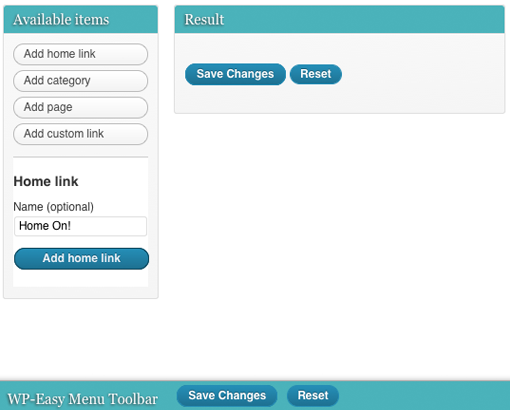 Available items
Add home link
Add category
Add page
Add custom link
Home link
Name (optional)
Home On!
Add home link
Result
Save Changes Reset
WP-Easy Menu Toolbar Save Changes Reset